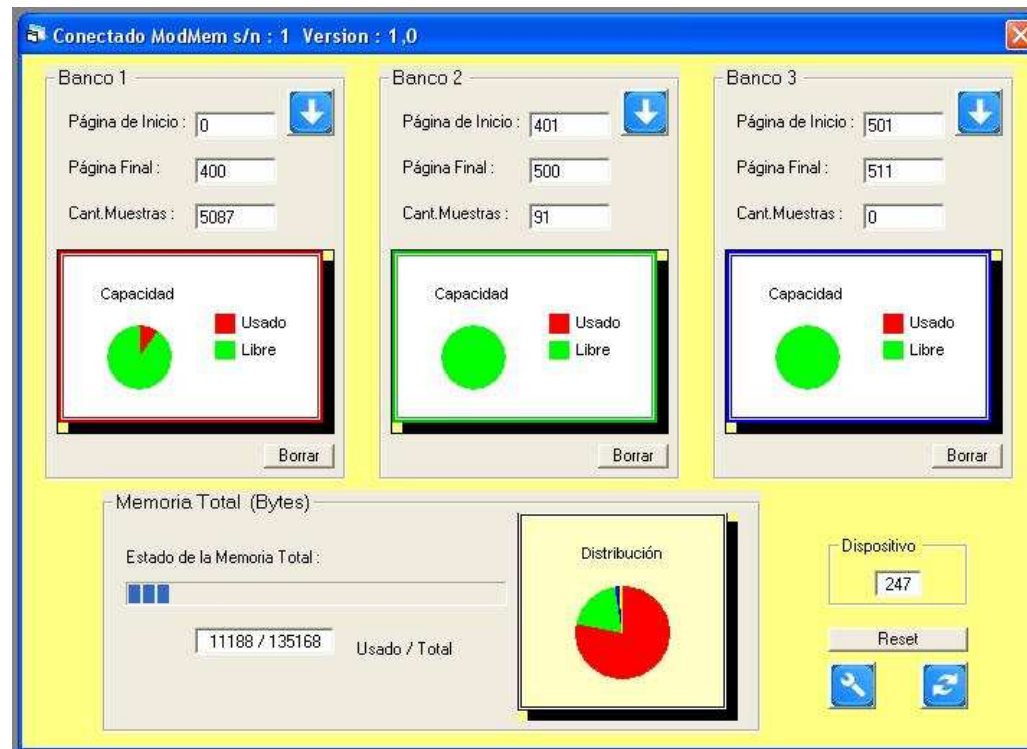 Conectado ModMem s/n : 1 Version : 1,0
Banco 1
Página de Inicio : 0
Página Final : 400
Cant.Muestras : 5087
Capacidad
Usado
Libre
Borrar
Banco 2
Página de Inicio : 401
Página Final : 500
Cant.Muestras : 91
Capacidad
Usado
Libre
Borrar
Banco 3
Página de Inicio : 501
Página Final : 511
Cant.Muestras : 0
Capacidad
Usado
Libre
Borrar
Memoria Total (Bytes)
Estado de la Memoria Total :
11188 / 135168 Usado / Total
Distribución
Dispositivo
247
Reset